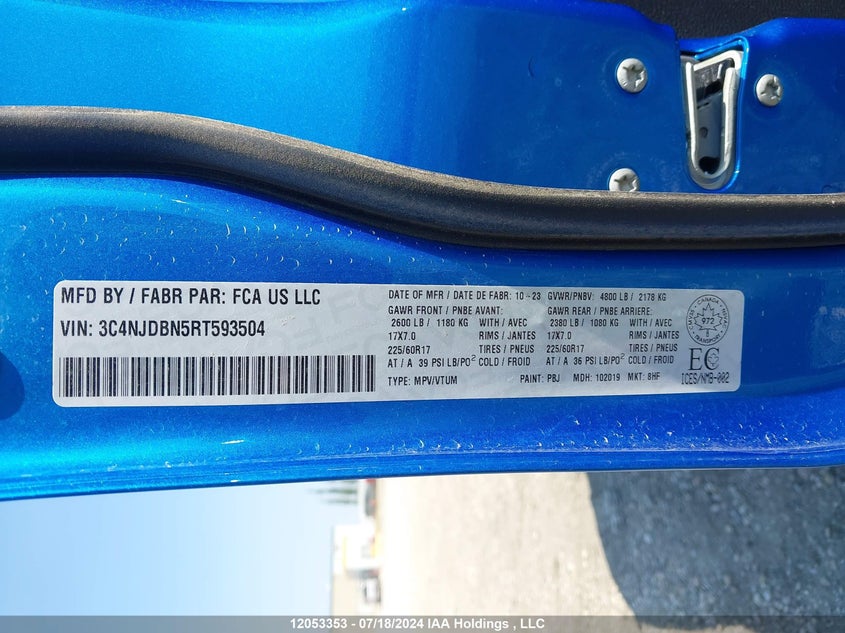 MFD BY / FABR PAR: FCA US LLC
VIN: 3C4NJDBN5RT593504
DATE OF MFR / DATE DE FABR: 10-23 GVWR/PNBV: 4800 LB / 2178 KG
GAWR FRONT / PNBE AVANT: GAWR REAR / PNBE ARRIERE:
2600 LB / 1180 KG WITH / AVEC 2380 LB / 1080 KG WITH / AVEC
17X7.0 RIMS / JANTES 17X7.0 RIMS / JANTES
225/60R17 TIRES / PNEUS 225/60R17 TIRES / PNEUS
AT / A 39 PSI LB/PO² COLD / FROID AT / A 36 PSI LB/PO² COLD / FROID
TYPE: MPV/VTUM PAINT: PBJ MDH: 102019 MKT: 8HF
CANADA
972
TRANSPORT
EC
ICES/NMB-002
12053353 - 07/18/2024 IAA Holdings , LLC